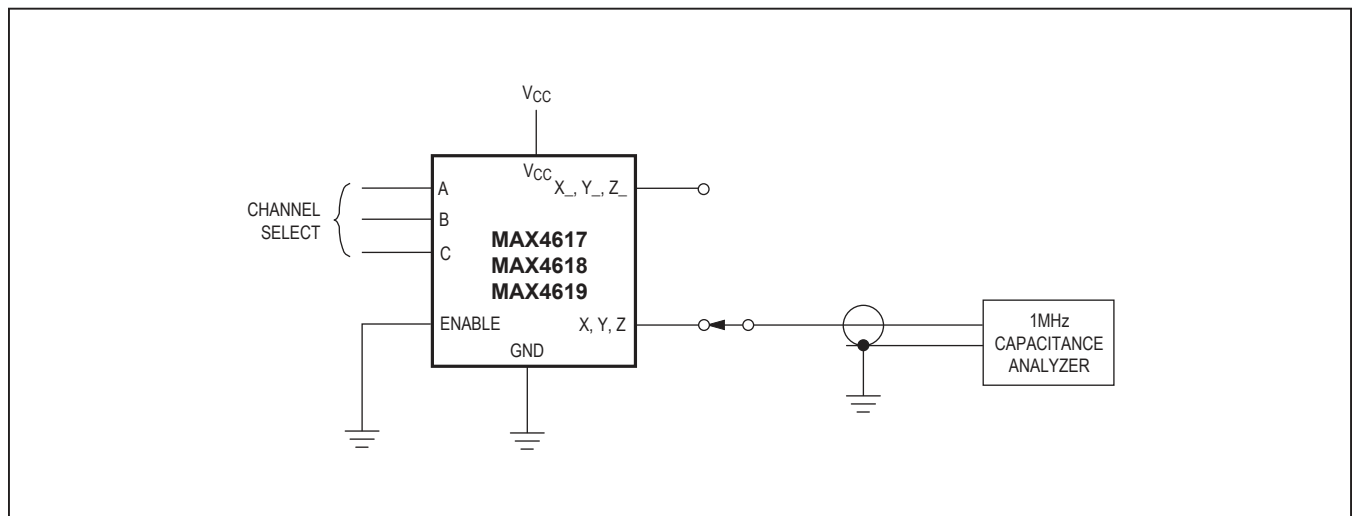 VCC
VCC
X_, Y_, Z_
A
CHANNEL
SELECT
B
C
MAX4617
MAX4618
MAX4619
ENABLE
X, Y, Z
GND
1MHz
CAPACITANCE
ANALYZER